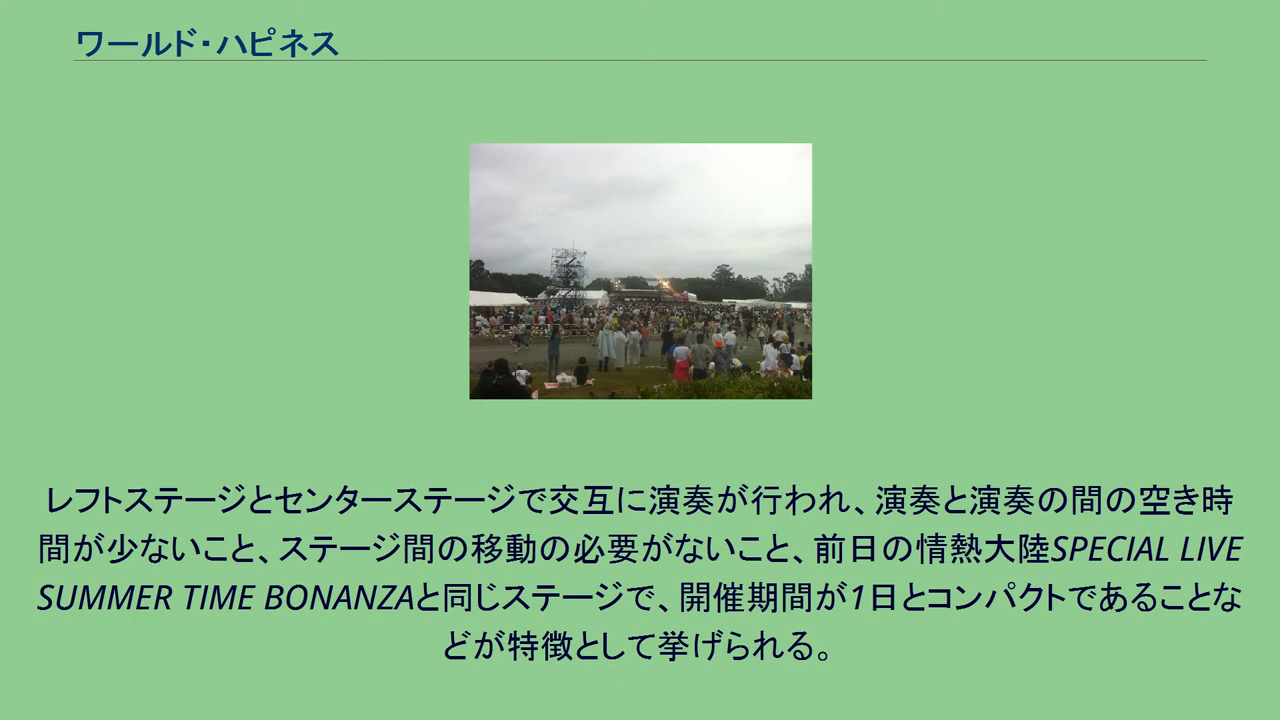 ワールド・ハピネス
レフトステージとセンターステージで交互に演奏が行われ、演奏と演奏の間の空き時
間が少ないこと、ステージ間の移動の必要がないこと、前日の情熱大陸SPECIAL LIVE
SUMMER TIME BONANZAと同じステージで、開催期間が1日とコンパクトであることな
どが特徴として挙げられる。